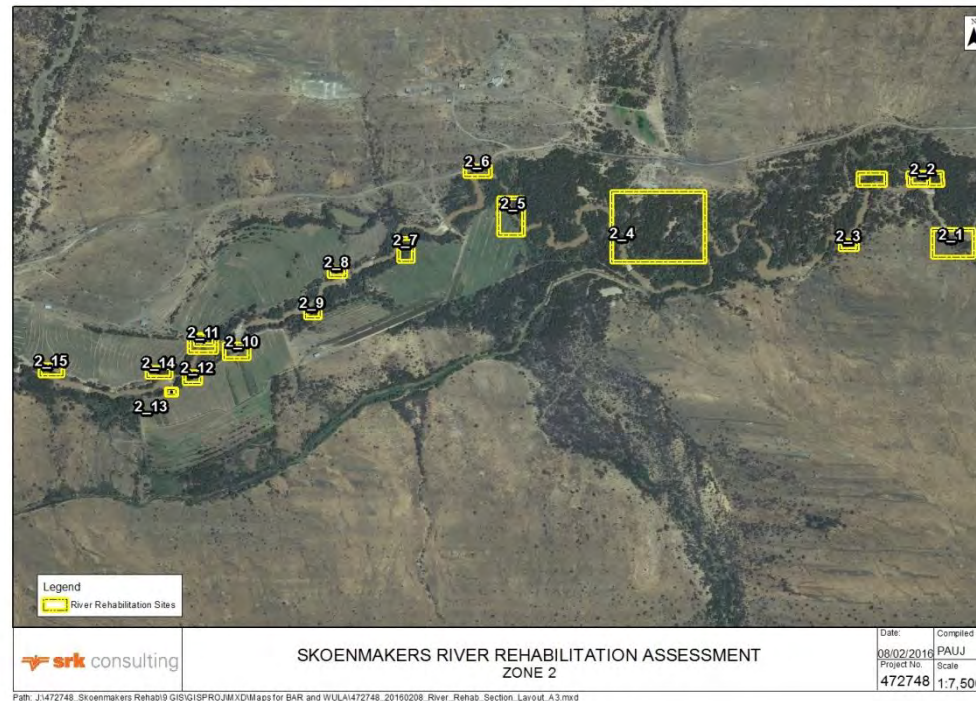 N
2_6
2_2
2_5
2_4
2_1
2_3
2_7
2_8
2_9
2_11
2_10
2_15
2_14
2_12
2_13
Legend
River Rehabilitation Sites
srk consulting
SKOENMAKERS RIVER REHABILITATION ASSESSMENT
ZONE 2
Date:
08/02/2016
Compiled
PAUJ
Project No.
472748
Scale
1:7,50
Path: J:\472748_Skoenmakers Rehab\9 GIS\GISPROJ\MXD\Maps for BAR and WULA\472748_20160208_River_Rehab_Section_Layout_A3.mxd